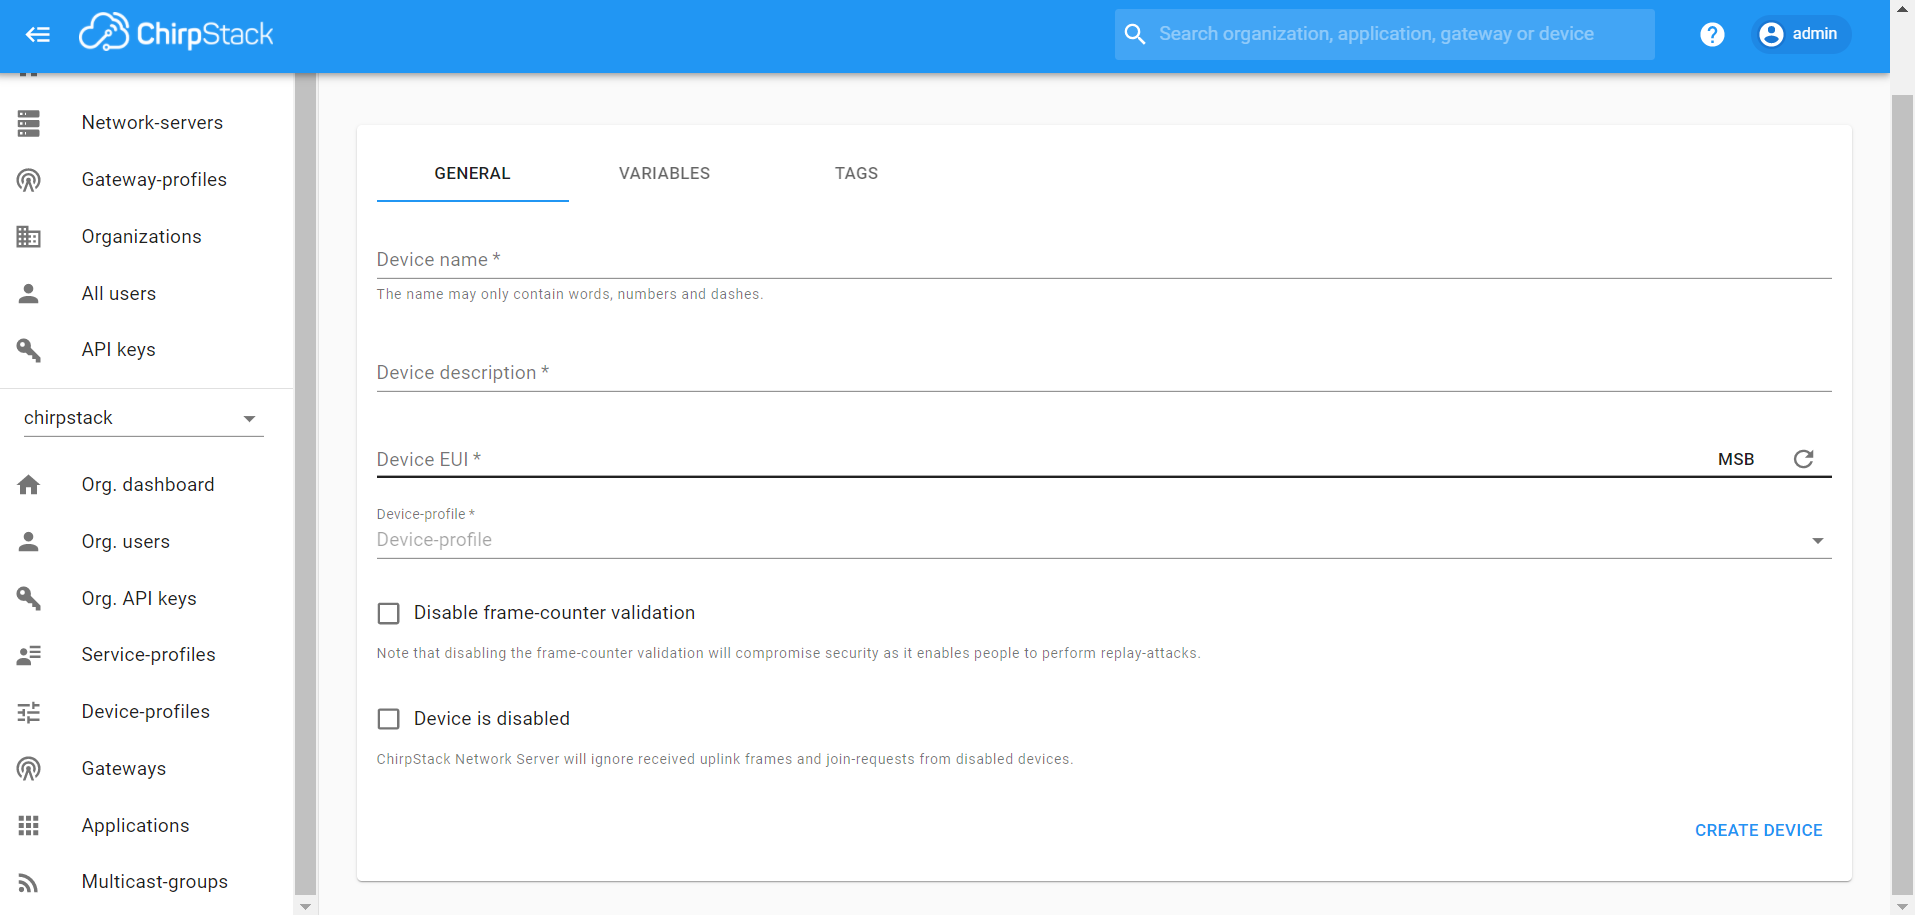 ChirpStack
Search organization, application, gateway or device
?
admin
Network-servers
Gateway-profiles
Organizations
All users
API keys
chirpstack
Org. dashboard
Org. users
Org. API keys
Service-profiles
Device-profiles
Gateways
Applications
Multicast-groups
GENERAL VARIABLES TAGS
Device name *
The name may only contain words, numbers and dashes.
Device description *
Device EUI * MSB
Device-profile *
Device-profile
Disable frame-counter validation
Note that disabling the frame-counter validation will compromise security as it enables people to perform replay-attacks.
Device is disabled
ChirpStack Network Server will ignore received uplink frames and join-requests from disabled devices.
CREATE DEVICE